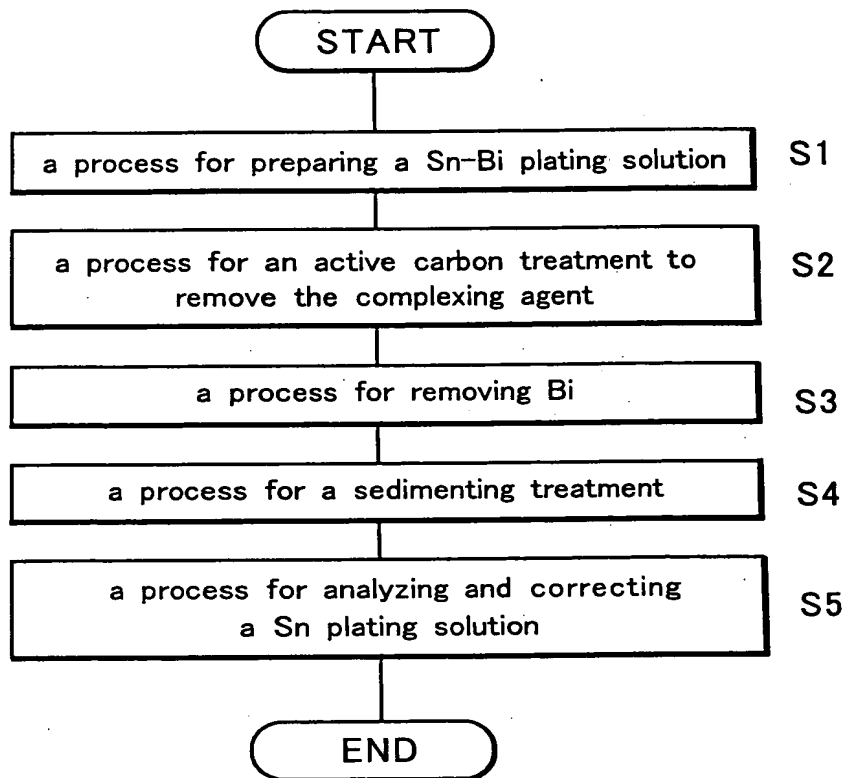 START
a process for preparing a Sn-Bi plating solution
S1
a process for an active carbon treatment to
remove the complexing agent
S2
a process for removing Bi
S3
a process for a sedimenting treatment
S4
a process for analyzing and correcting
a Sn plating solution
S5
END